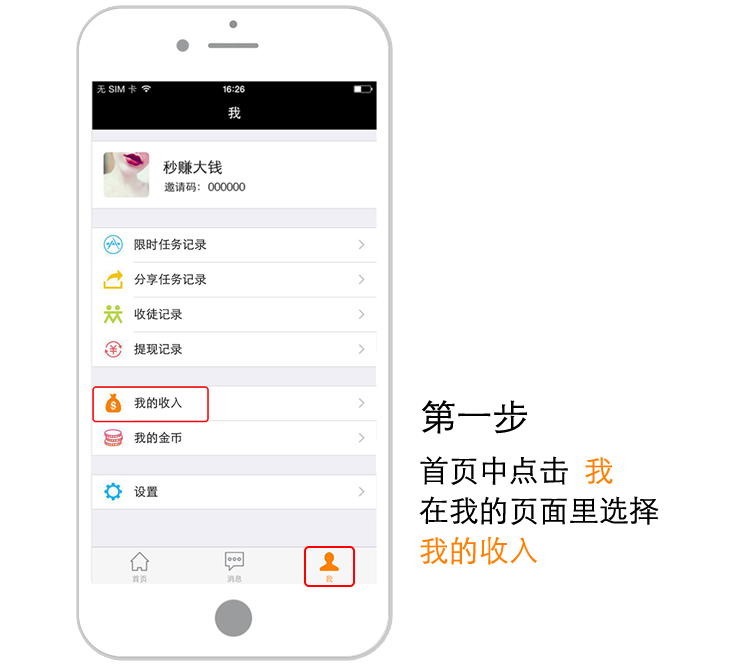 无 SIM 卡
16:26
我
秒赚大钱
邀请码：000000
限时任务记录
分享任务记录
收徒记录
提现记录
我的收入
我的金币
设置
首页
消息
我
第一步
首页中点击 我
在我的页面里选择
我的收入